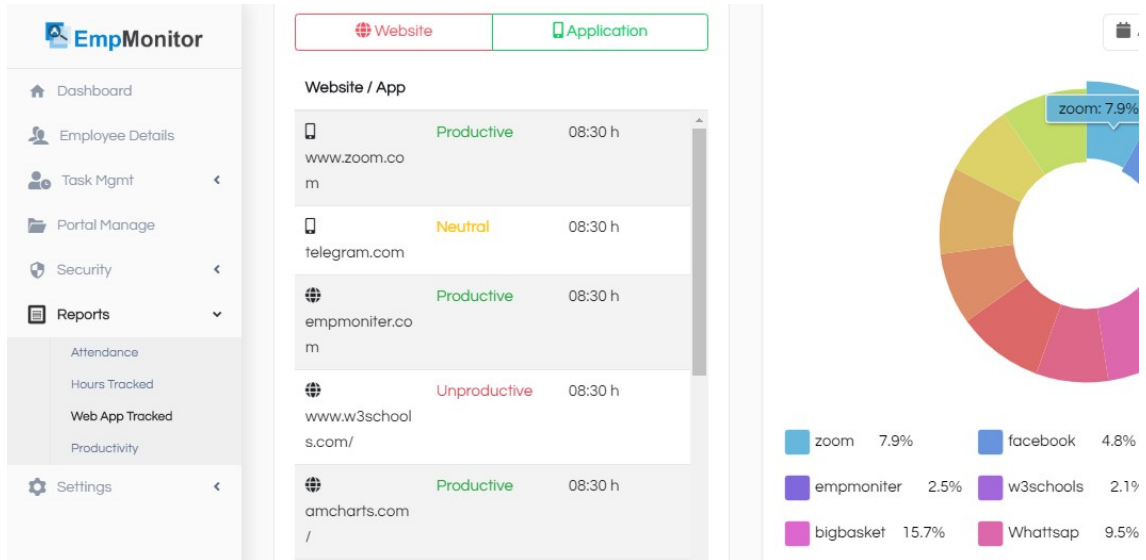 EmpMonitor
Dashboard
Employee Details
Task Mgmt
Portal Manage
Security
Reports
Attendance
Hours Tracked
Web App Tracked
Productivity
Settings
Website
Application
Website / App
Productive 08:30 h
www.zoom.co
m
Neutral 08:30 h
telegram.com
Productive 08:30 h
empmoniter.co
m
Unproductive 08:30 h
www.w3school
s.com/
Productive 08:30 h
amcharts.com
/
zoom: 7.9%
zoom 7.9% facebook 4.8%
empmoniter 2.5% w3schools 2.1%
bigbasket 15.7% Whattsap 9.5%